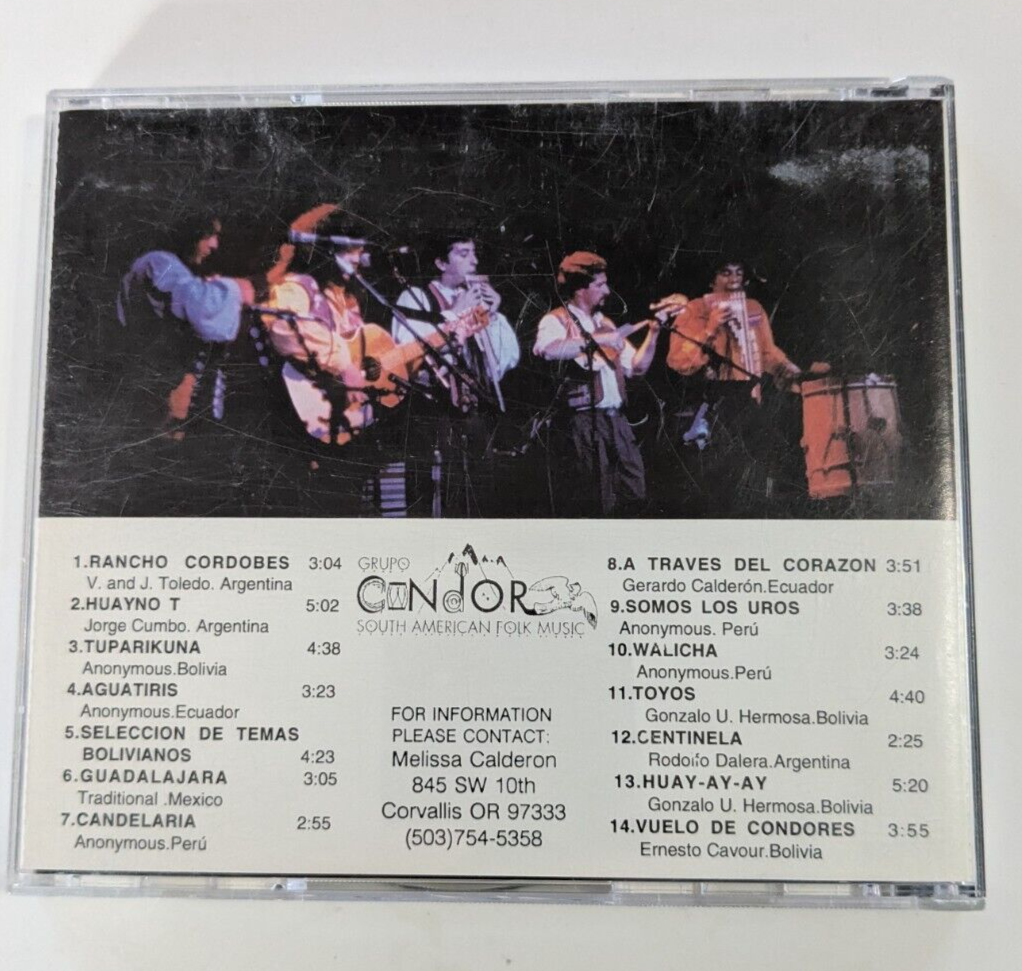 1.RANCHO CORDOBES 3:04
V. and J. Toledo. Argentina
2.HUAYNO T 5:02
Jorge Cumbo. Argentina
3.TUPARIKUNA 4:38
Anonymous.Bolivia
4.AGUATIRIS 3:23
Anonymous.Ecuador
5.SELECCION DE TEMAS
BOLIVIANOS 4:23
6.GUADALAJARA 3:05
Traditional .Mexico
7.CANDELARIA 2:55
Anonymous.Perú
GRUPO
CONDOR
SOUTH AMERICAN FOLK MUSIC
FOR INFORMATION
PLEASE CONTACT:
Melissa Calderon
845 SW 10th
Corvallis OR 97333
(503)754-5358
8.A TRAVES DEL CORAZON 3:51
Gerardo Calderón.Ecuador
9.SOMOS LOS UROS 3:38
Anonymous. Perú
10.WALICHA 3:24
Anonymous.Perú
11.TOYOS 4:40
Gonzalo U. Hermosa.Bolivia
12.CENTINELA 2:25
Rodolfo Dalera.Argentina
13.HUAY-AY-AY 5:20
Gonzalo U. Hermosa.Bolivia
14.VUELO DE CONDORES 3:55
Ernesto Cavour.Bolivia